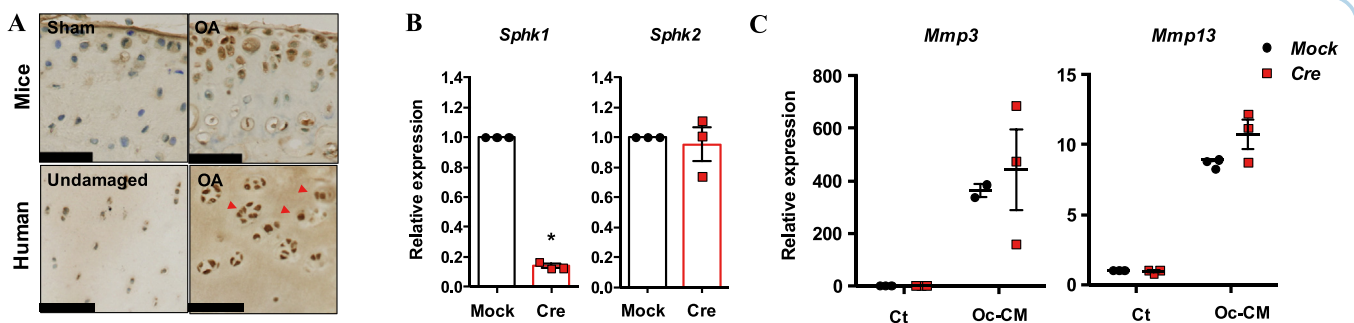 A
Sham
OA
Mice
Undamaged
OA
Human
B
Sphk1
Sphk2
Relative expression
1.4
1.2
1.0
0.8
0.6
0.4
0.2
0.0
*
Mock
Cre
1.4
1.2
1.0
0.8
0.6
0.4
0.2
0.0
Mock
Cre
C
Mmp3
Mmp13
Mock
Cre
Relative expression
800
600
400
200
0
Ct
Oc-CM
15
10
5
0
Ct
Oc-CM